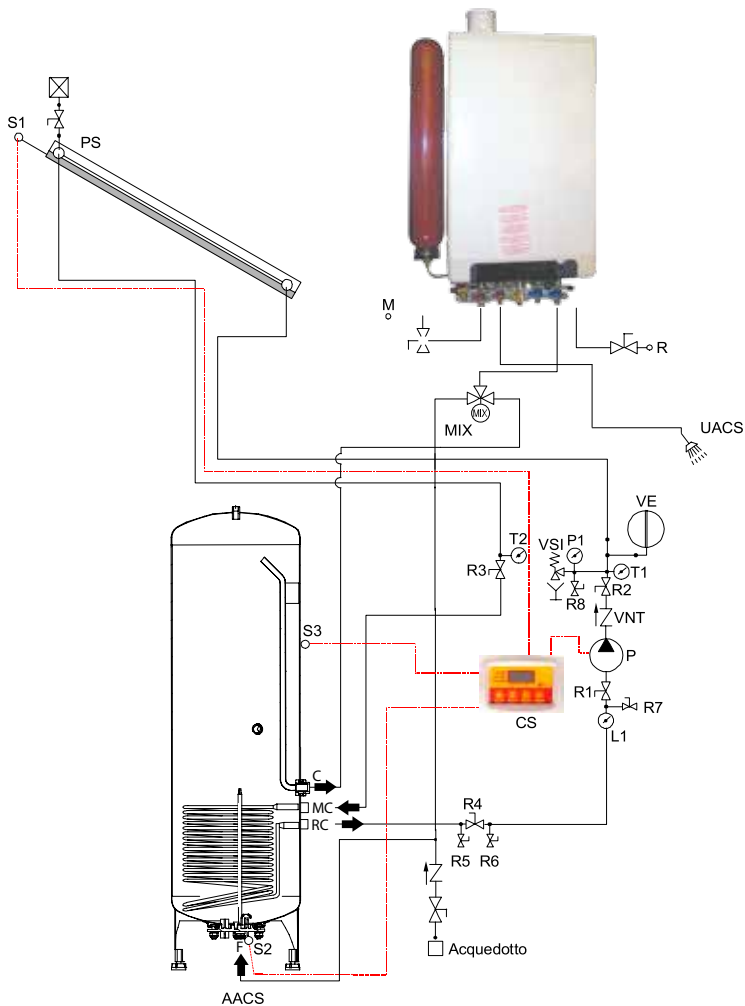 S1
PS
M
R
MIX
MIX
UACS
VE
VSI
P1
T2
T1
R3
R2
R8
VNT
S3
P
R1
R7
CS
L1
C
MC
RC
R4
R5
R6
F
S2
Acquedotto
AACS